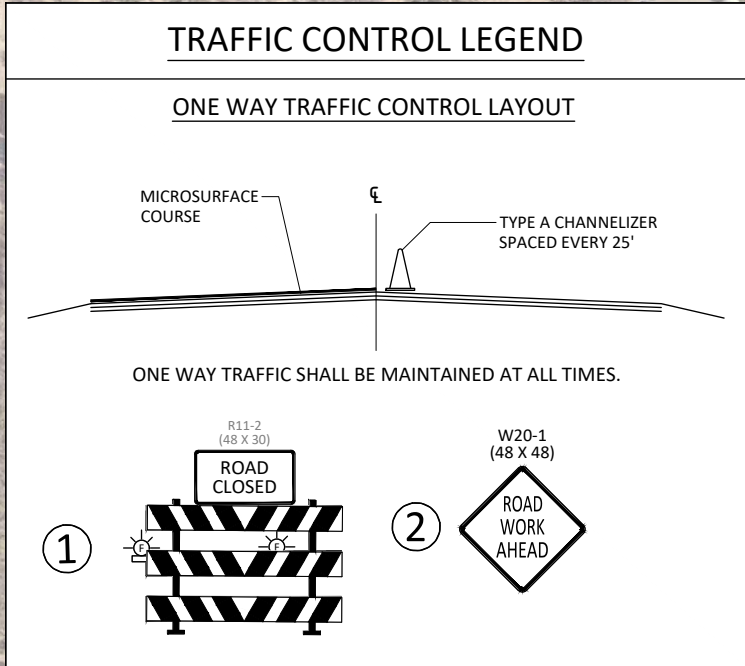 TRAFFIC CONTROL LEGEND
ONE WAY TRAFFIC CONTROL LAYOUT
MICROSURFACE
COURSE
℄
TYPE A CHANNELIZER
SPACED EVERY 25'
ONE WAY TRAFFIC SHALL BE MAINTAINED AT ALL TIMES.
R11-2
(48 X 30)
ROAD
CLOSED
F
F
1
W20-1
(48 X 48)
ROAD
WORK
AHEAD
2